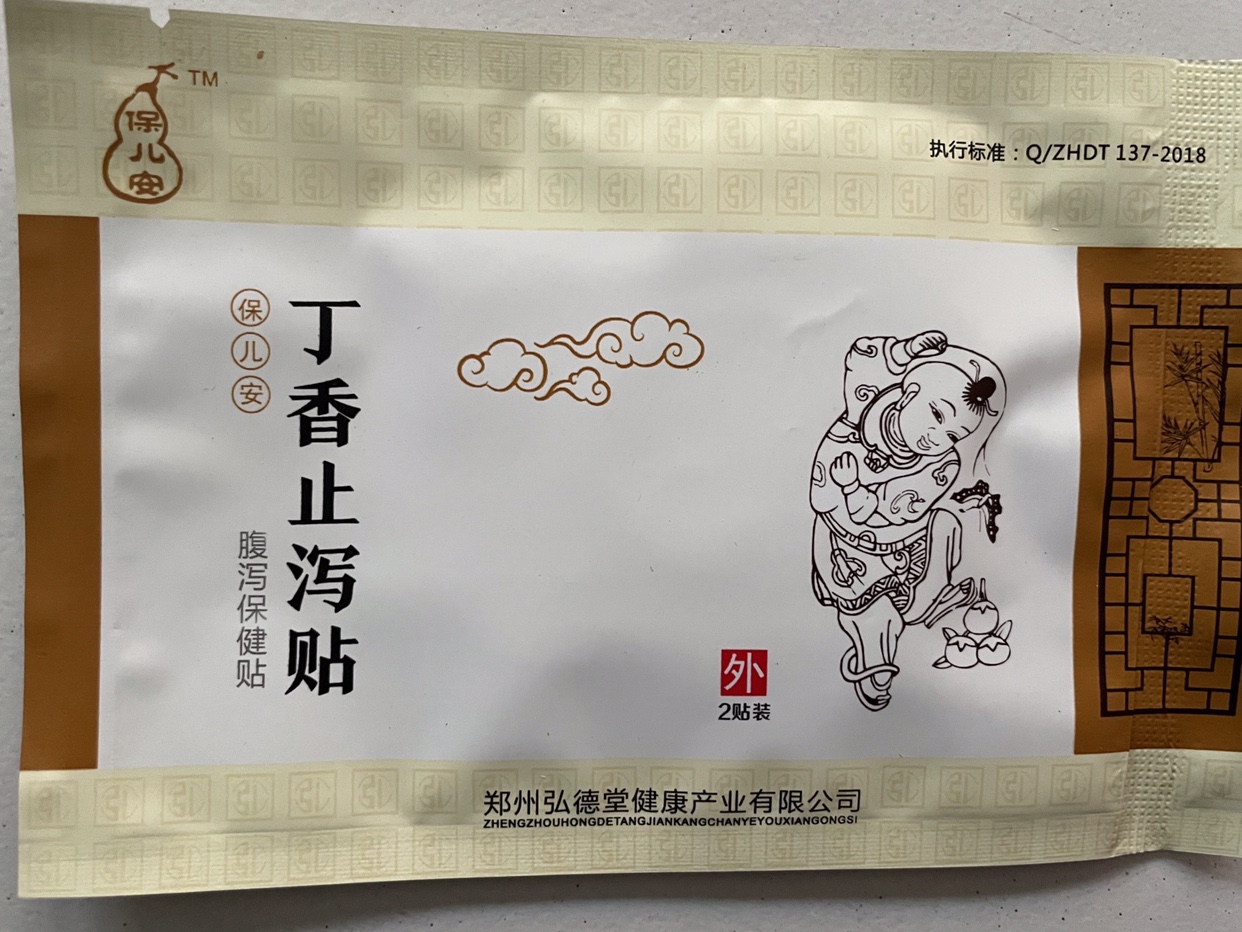 保儿安
TM
执行标准：Q/ZHDT 137-2018
保儿安
丁香止泻贴
腹泻保健贴
外
2贴装
郑州弘德堂健康产业有限公司
ZHENGZHOUHONGDETANGJIANKANGCHANYEYOUXIANGONGSI